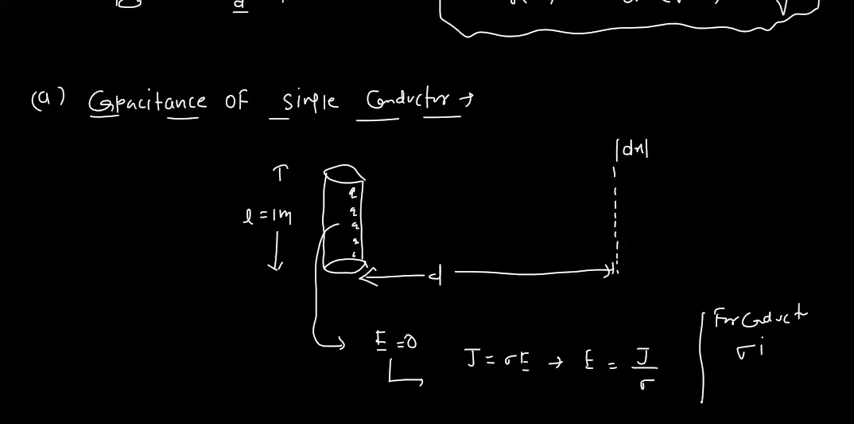 d
(a) Capacitance of single Conductor →
|dx|
l = 1m
q
q
q
q
d
E = 0
J = σE → E = J/σ
For Conduct
σ i